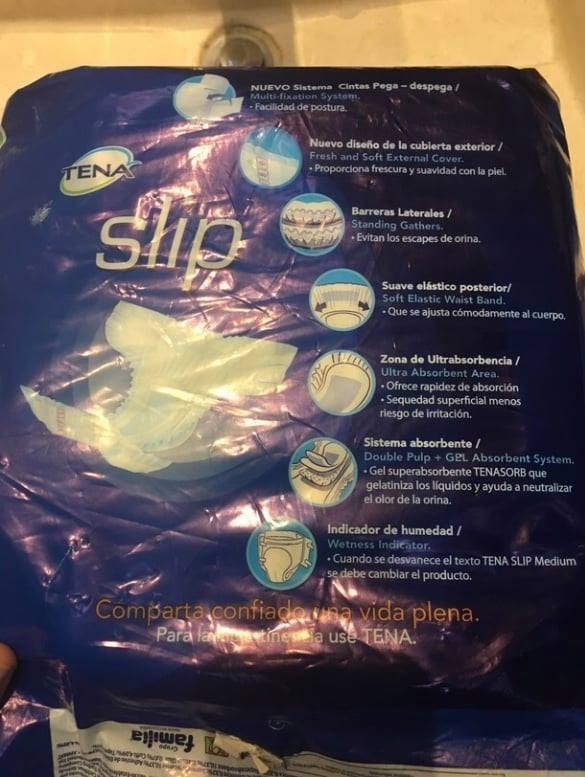 NUEVO Sistema Cintas Pega – despega /
Multi-fixation System.
• Facilidad de postura.
Nuevo diseño de la cubierta exterior /
Fresh and Soft External Cover.
• Proporciona frescura y suavidad con la piel.
TENA
slip
Barreras Laterales /
Standing Gathers.
• Evitan los escapes de orina.
Suave elástico posterior/
Soft Elastic Waist Band.
• Que se ajusta cómodamente al cuerpo.
Zona de Ultrabsorbencia /
Ultra Absorbent Area.
• Ofrece rapidez de absorción
• Sequedad superficial menos
riesgo de irritación.
Sistema absorbente /
Double Pulp + GEL Absorbent System.
• Gel superabsorbente TENASORB que
gelatiniza los líquidos y ayuda a neutralizar
el olor de la orina.
Indicador de humedad /
Wetness Indicator.
• Cuando se desvanece el texto TENA SLIP Medium
se debe cambiar el producto.
Comparta confiado una vida plena.
Para la use TENA.
Grupo
familia